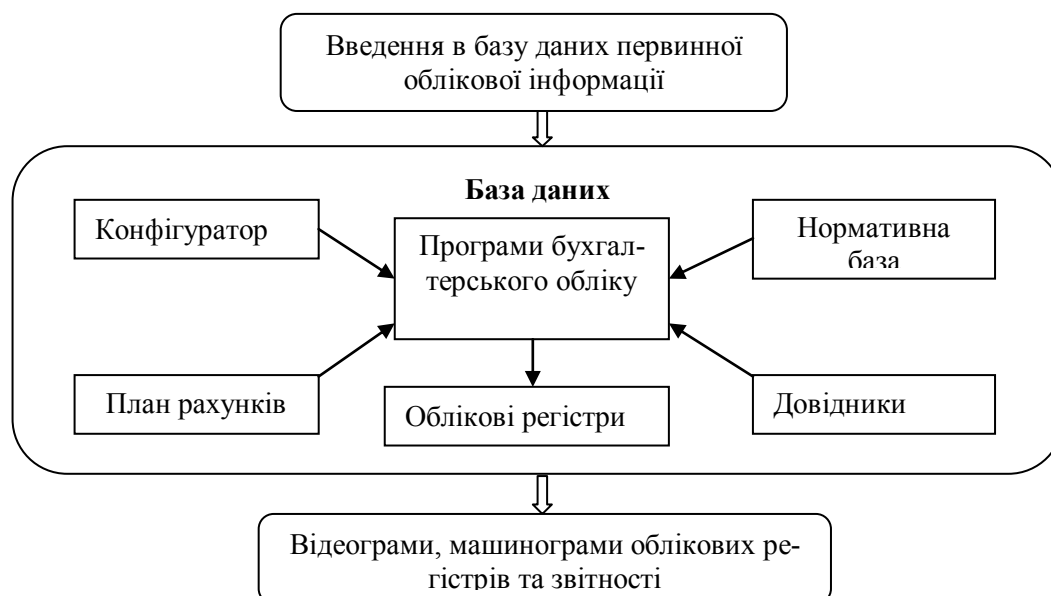 Введення в базу даних первинної
облікової інформації
База даних
Конфігуратор
Програми бухгал-
терського обліку
Нормативна
база
План рахунків
Облікові регістри
Довідники
Відеограми, машинограми облікових ре-
гістрів та звітності